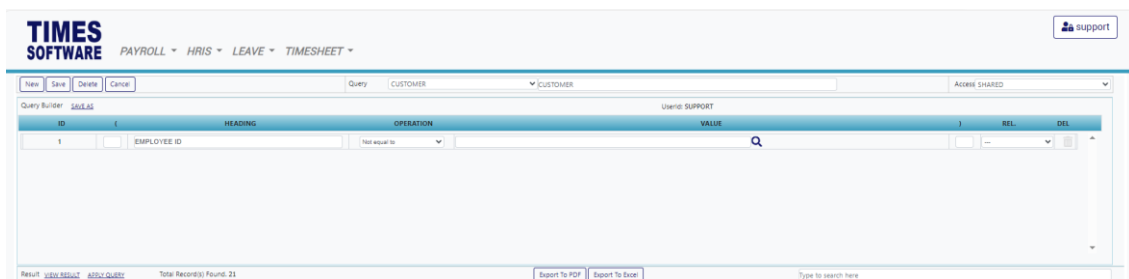 TIMES
SOFTWARE
PAYROLL HRIS LEAVE TIMESHEET
support
New Save Delete Cancel Query CUSTOMER CUSTOMER Access SHARED
Query Builder SAVE AS UserId: SUPPORT
ID ( HEADING OPERATION VALUE ) REL. DEL
1 EMPLOYEE ID Not equal to ---
Result VIEW RESULT APPLY QUERY Total Record(s) Found. 21 Export To PDF Export To Excel Type to search here